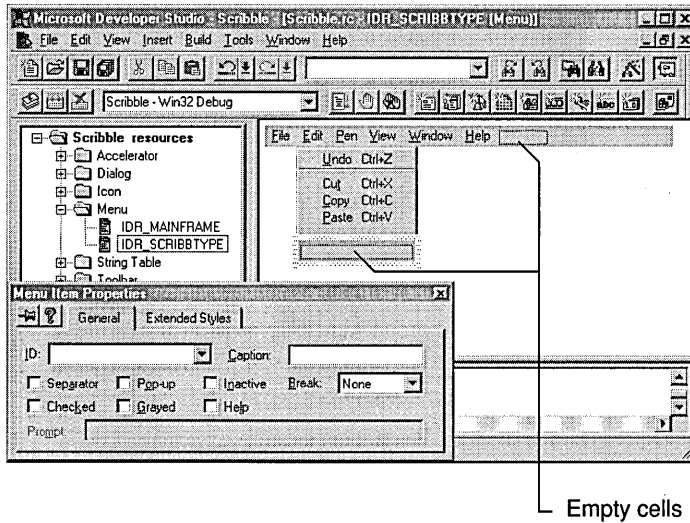 Microsoft Developer Studio - Scribble - [Scribble.rc - IDR_SCRIBBTYPE [Menu]]
File Edit View Insert Build Tools Window Help
Scribble - Win32 Debug
abc
Scribble resources
Accelerator
Dialog
Icon
Menu
IDR_MAINFRAME
IDR_SCRIBBTYPE
String Table
Toolbar
File Edit Pen View Window Help
Undo Ctrl+Z
Cut Ctrl+X
Copy Ctrl+C
Paste Ctrl+V
Menu Item Properties
General Extended Styles
ID: Caption:
Separator Pop-up Inactive Break: None
Checked Grayed Help
Prompt:
Empty cells